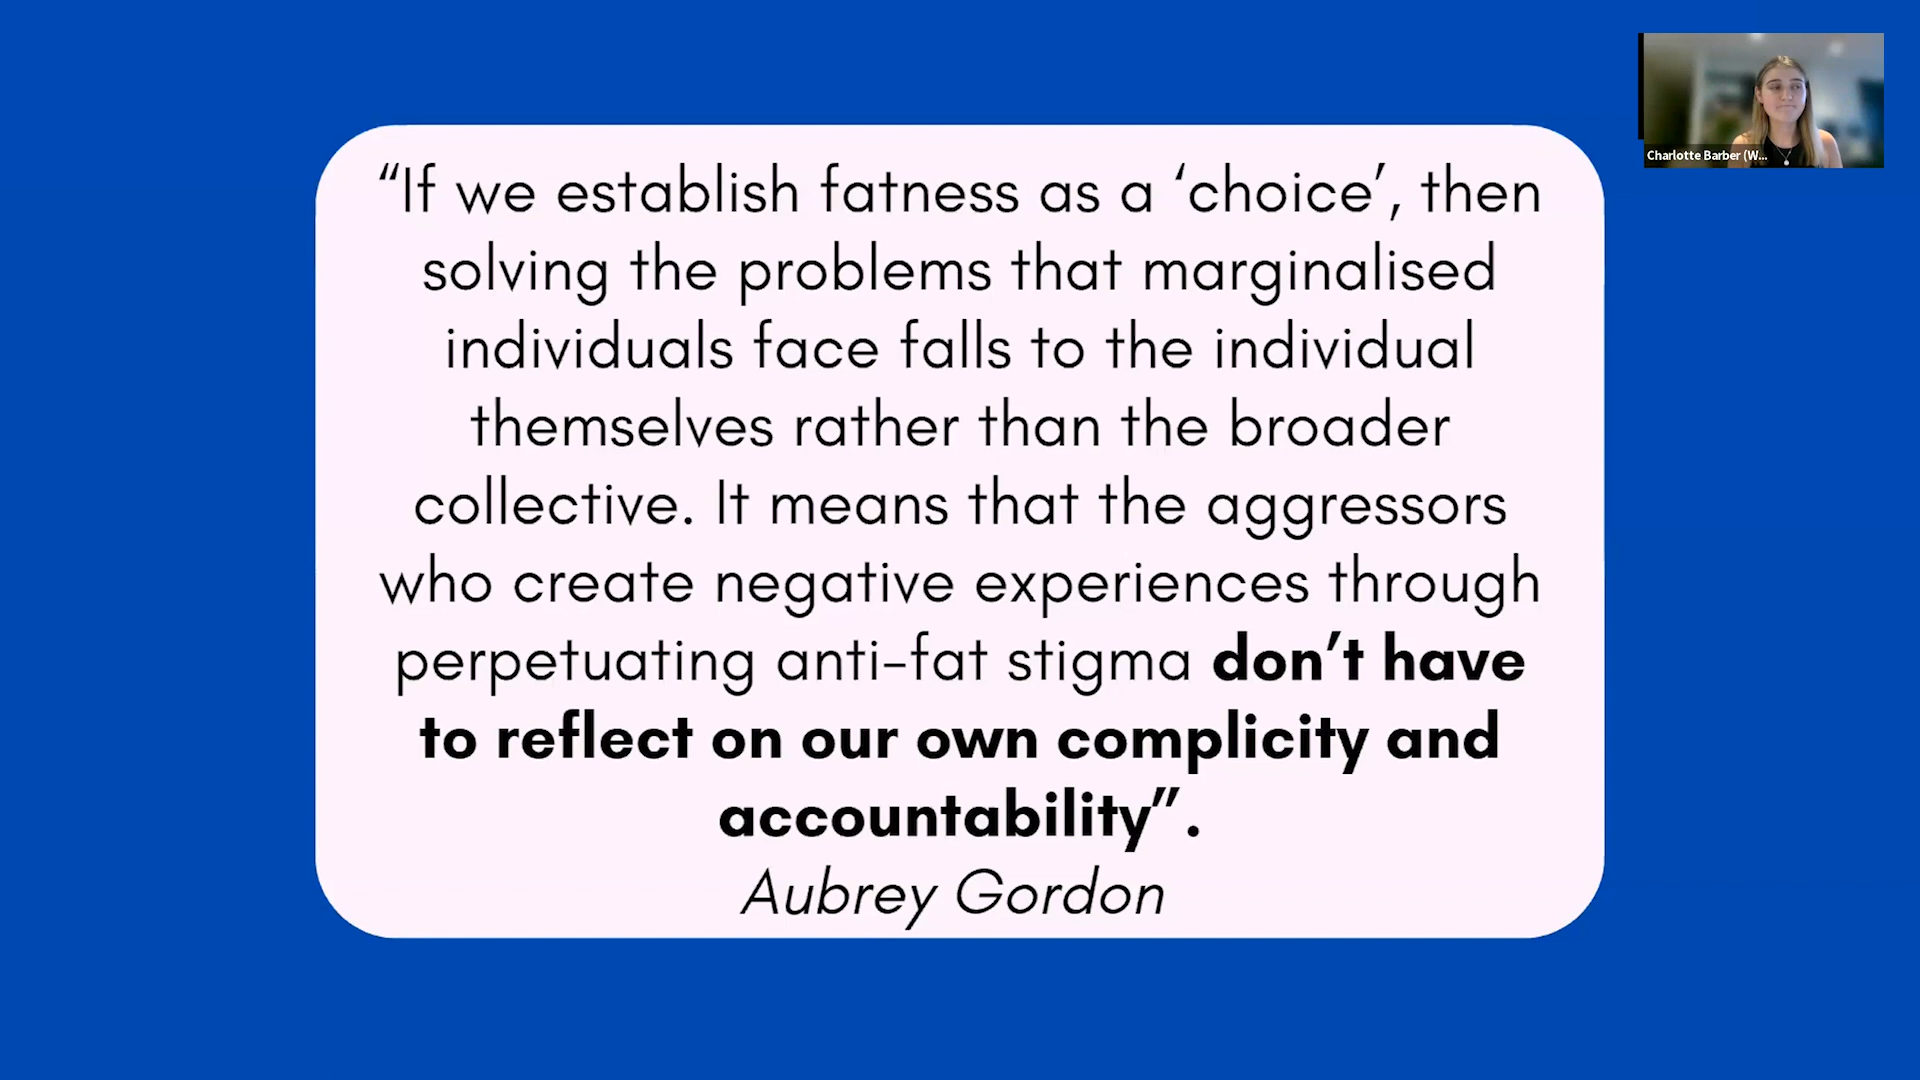 “If we establish fatness as a ‘choice’, then
solving the problems that marginalised
individuals face falls to the individual
themselves rather than the broader
collective. It means that the aggressors
who create negative experiences through
perpetuating anti-fat stigma don’t have
to reflect on our own complicity and
accountability”.
Aubrey Gordon
Charlotte Barber (W...